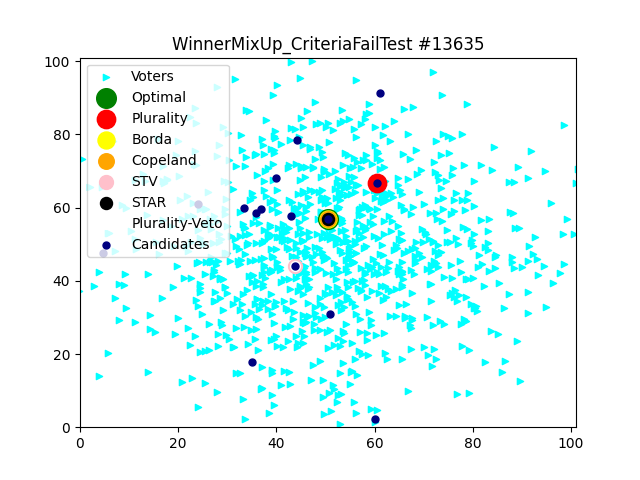 WinnerMixUp_CriteriaFailTest #13635
100
80
60
40
20
0
0
20
40
60
80
100
Voters
Optimal
Plurality
Borda
Copeland
STV
STAR
Plurality-Veto
Candidates